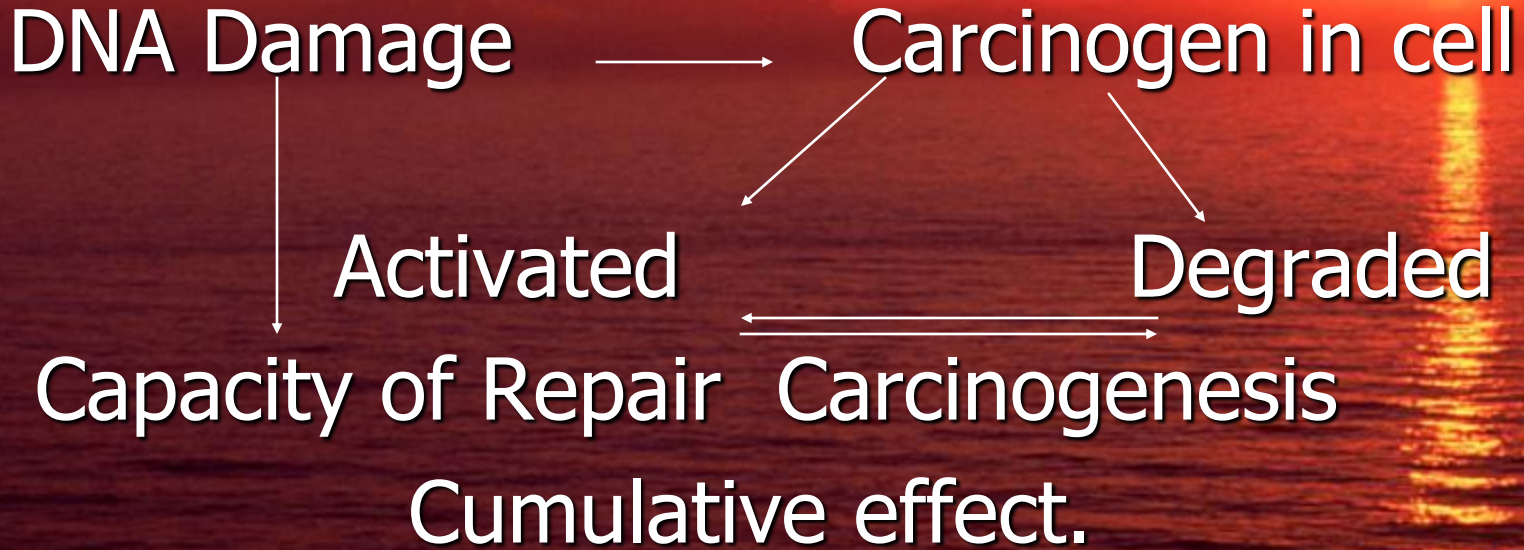 DNA Damage Carcinogen in cell
Activated Degraded
Capacity of Repair Carcinogenesis
Cumulative effect.